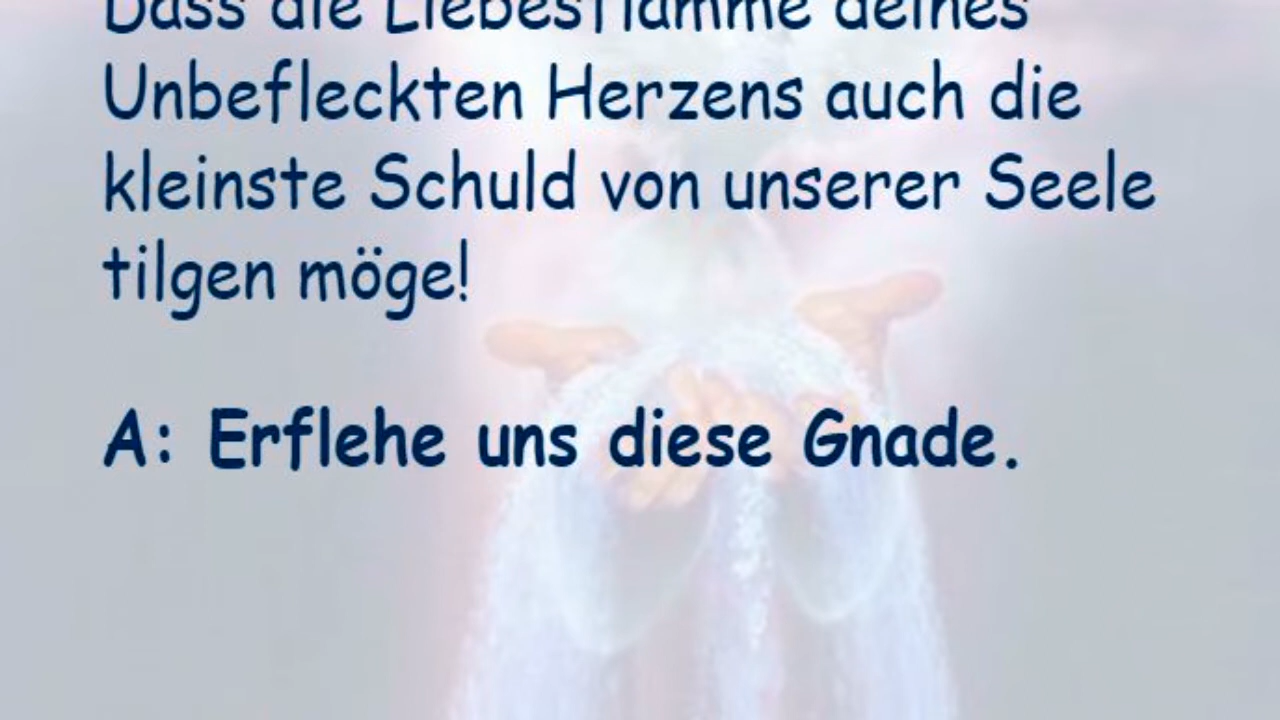 Dass die Liebesflamme deines
Unbefleckten Herzens auch die
kleinste Schuld von unserer Seele
tilgen möge!
A: Erflehe uns diese Gnade.